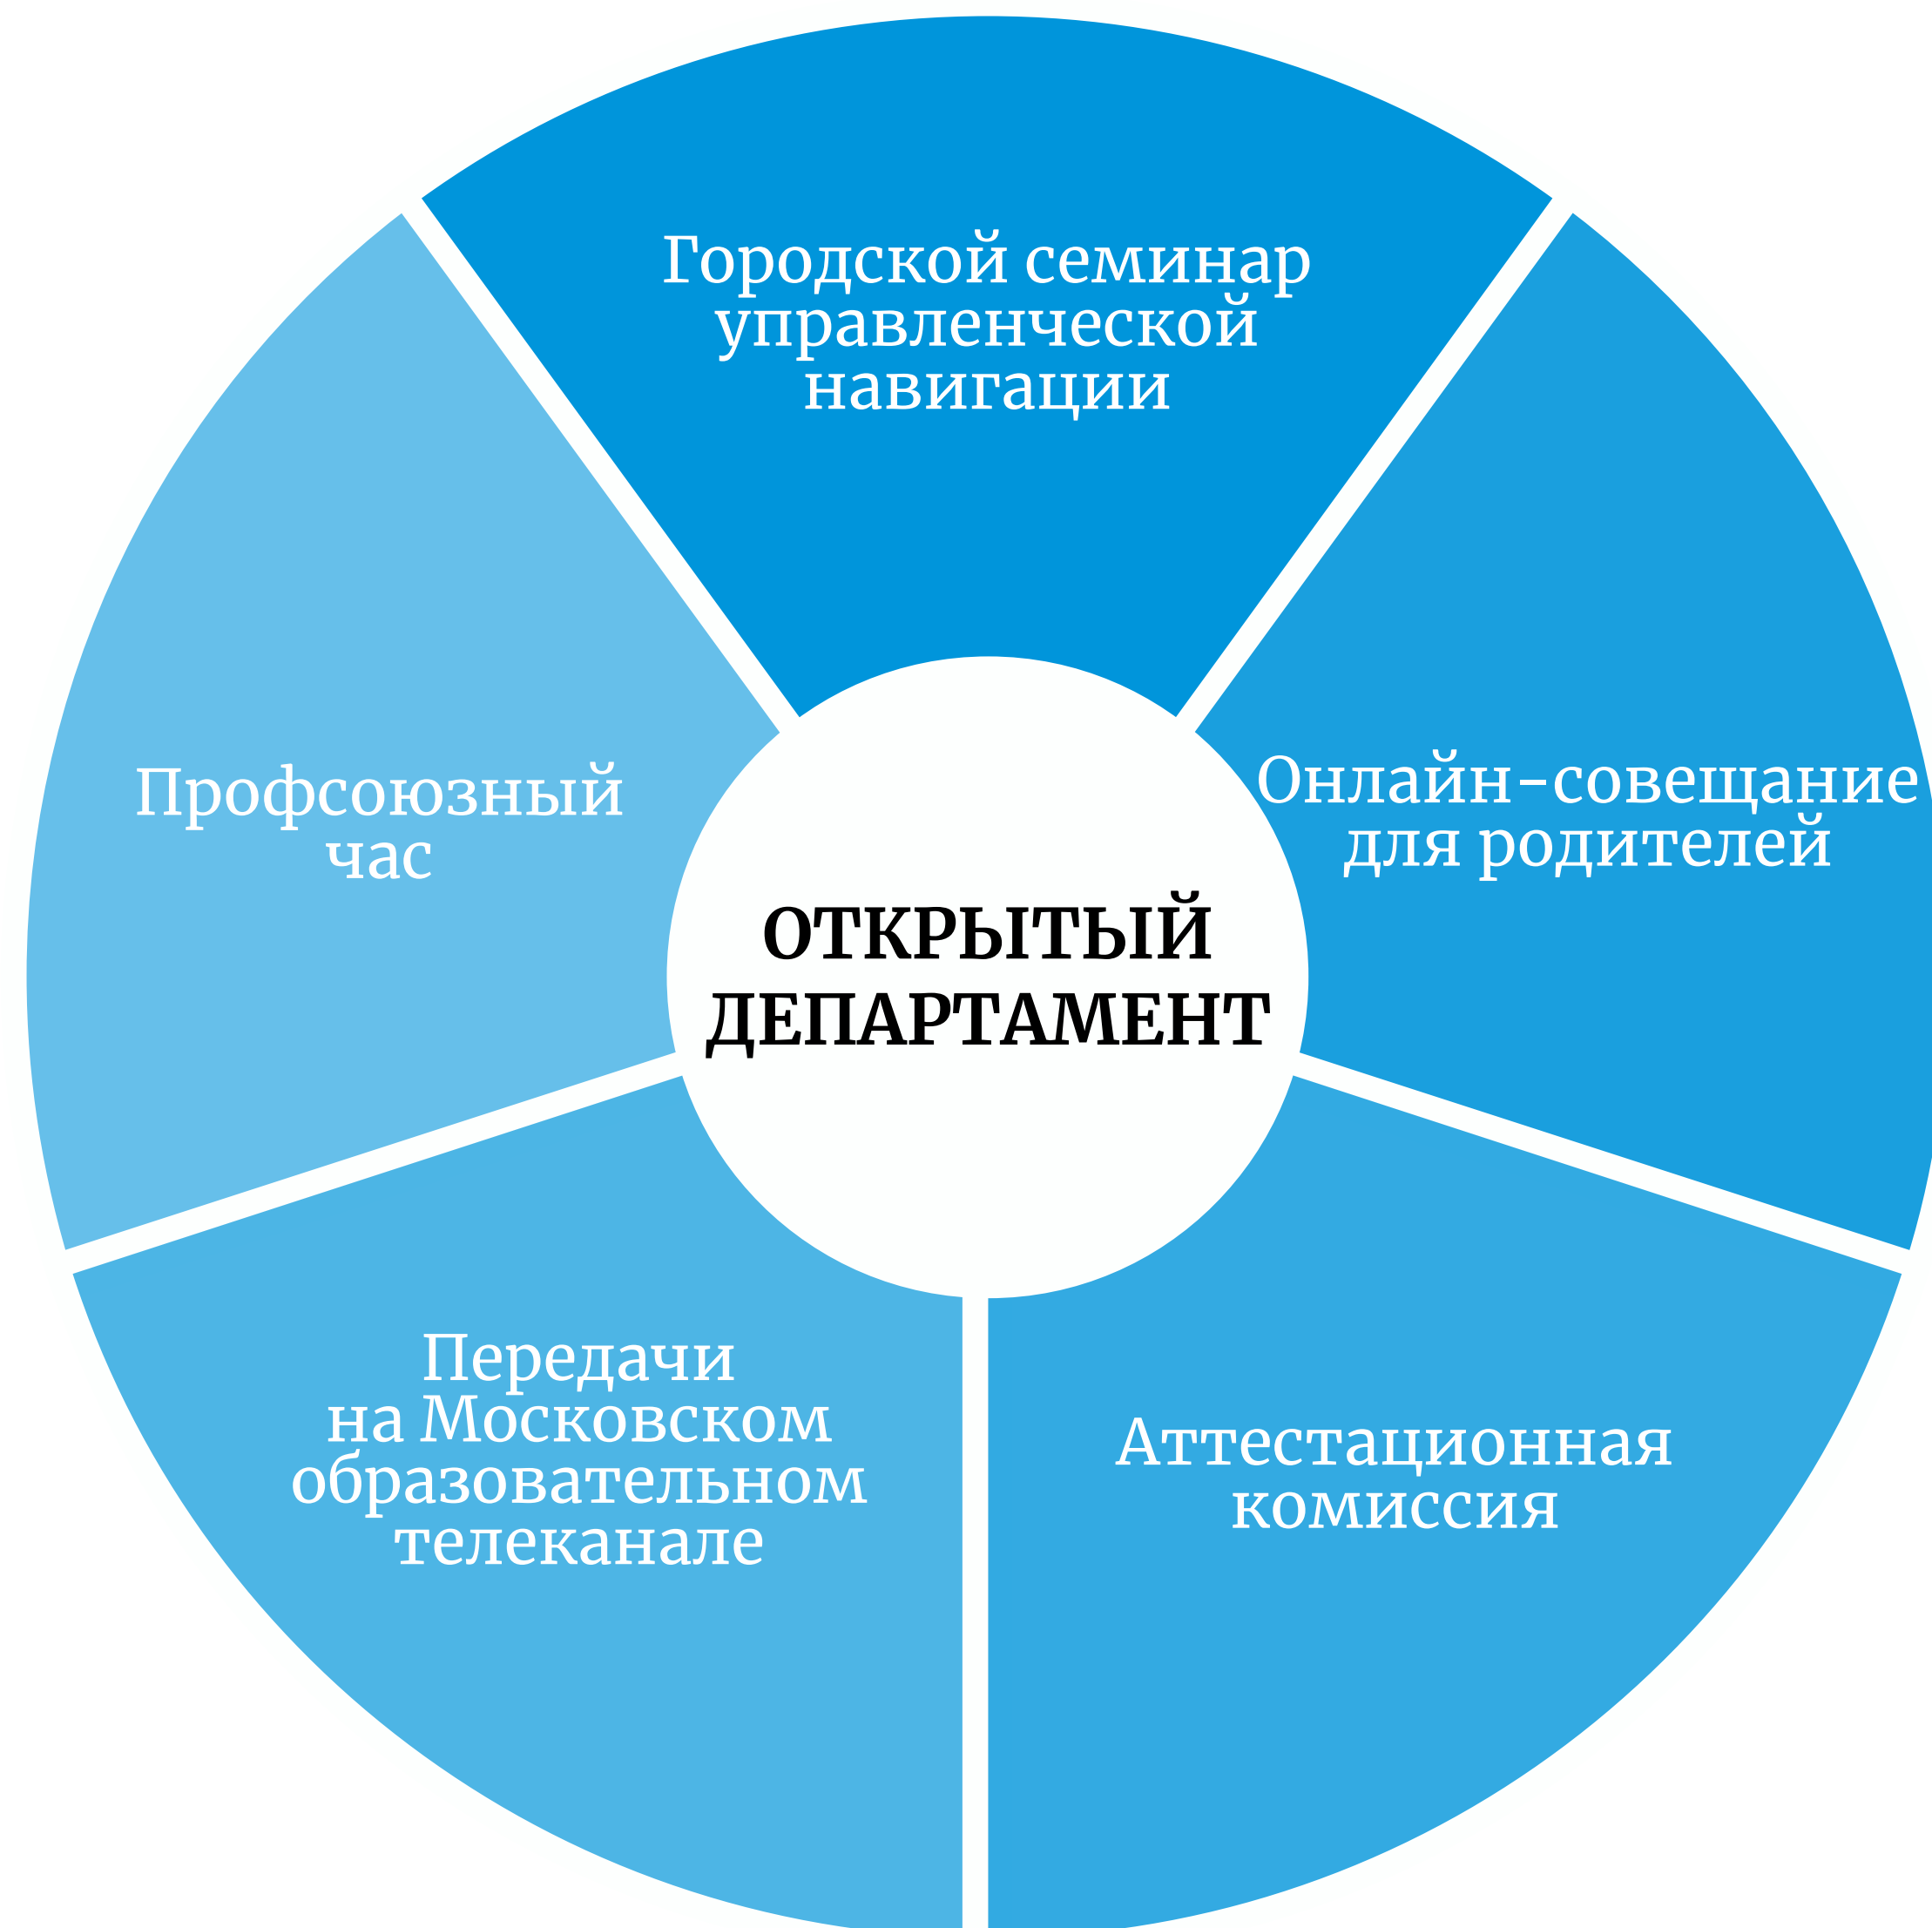 Городской семинар
управленческой
навигации
Онлайн-совещание
для родителей
Профсоюзный
час
ОТКРЫТЫЙ
ДЕПАРТАМЕНТ
Передачи
на Московском
образовательном
телеканале
Аттестационная
комиссия